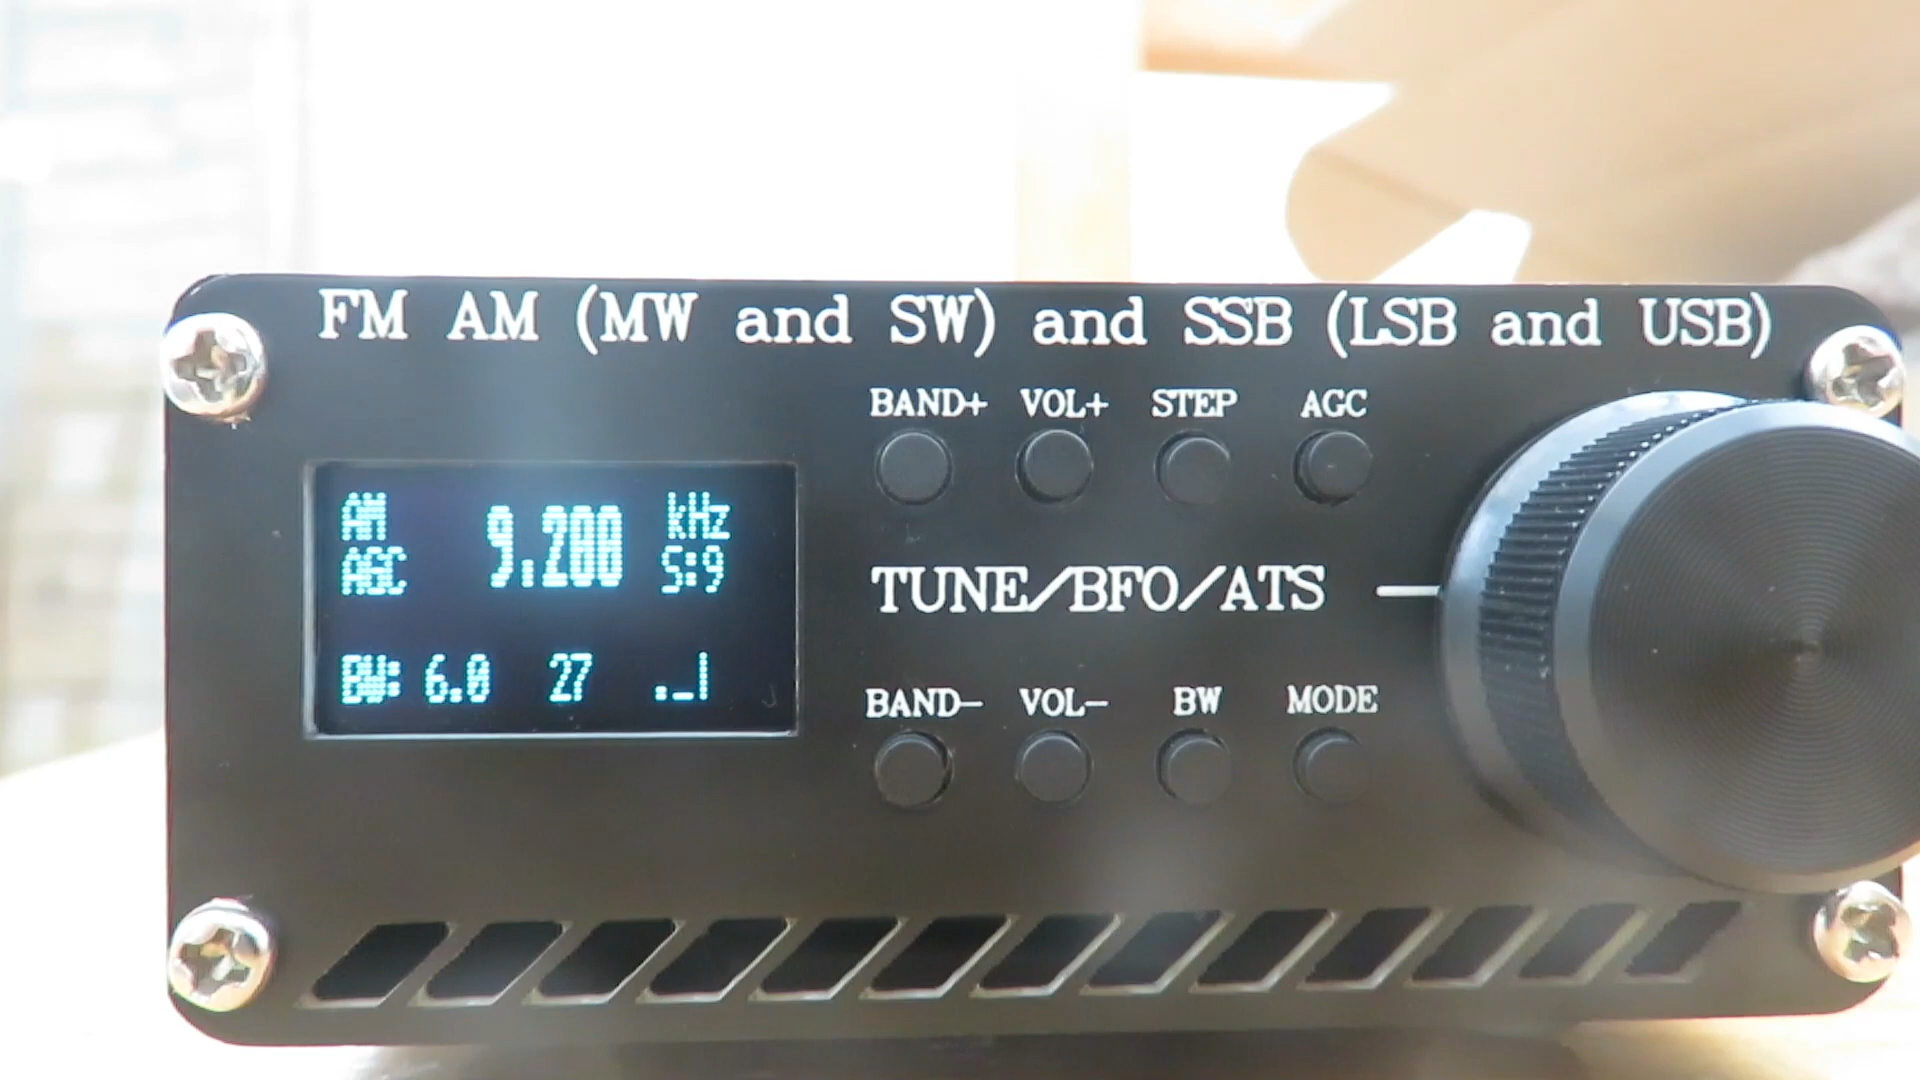 FM AM (MW and SW) and SSB (LSB and USB)
BAND+ VOL+ STEP AGC
AM 9.200 kHz
AGC S:9
TUNE/BFO/ATS
BW: 6.0 27
BAND- VOL- BW MODE